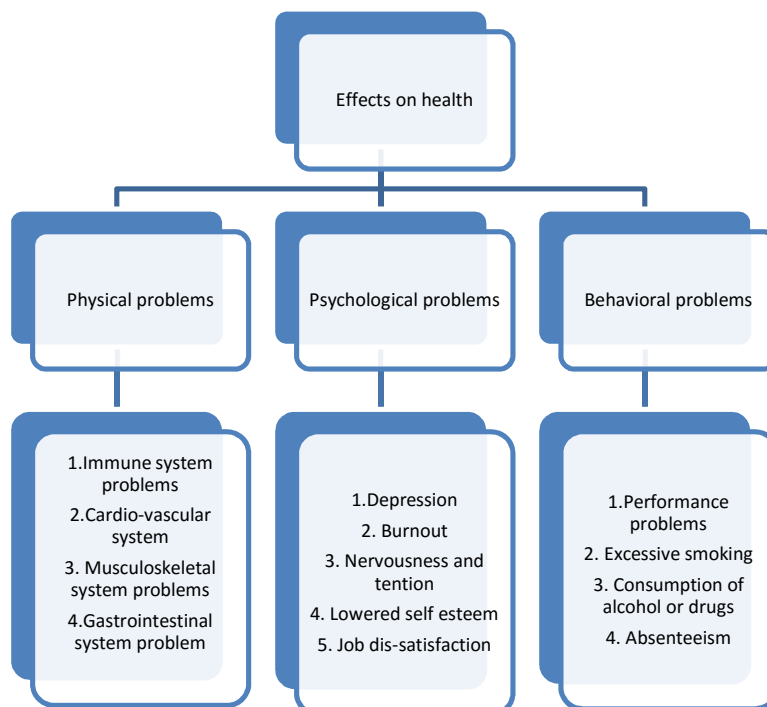 Effects on health
Physical problems
Psychological problems
Behavioral problems
1.Immune system
problems
2.Cardio-vascular
system
3. Musculoskeletal
system problems
4.Gastrointestinal
system problem
1.Depression
2. Burnout
3. Nervousness and
tention
4. Lowered self esteem
5. Job dis-satisfaction
1.Performance
problems
2. Excessive smoking
3. Consumption of
alcohol or drugs
4. Absenteeism